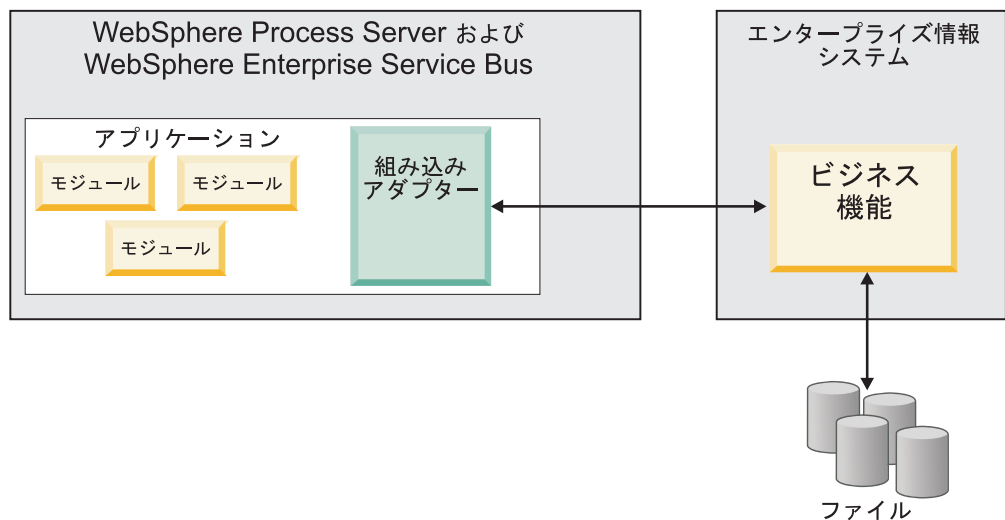 WebSphere Process Server および
WebSphere Enterprise Service Bus
アプリケーション
モジュール
モジュール
モジュール
組み込み
アダプター
エンタープライズ情報
システム
ビジネス
機能
ファイル